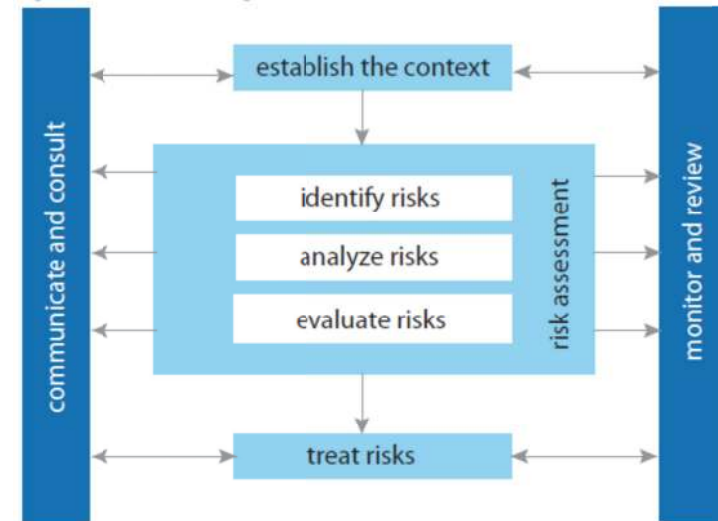 establish the context
communicate and consult
identify risks
analyze risks
evaluate risks
risk assessment
monitor and review
treat risks